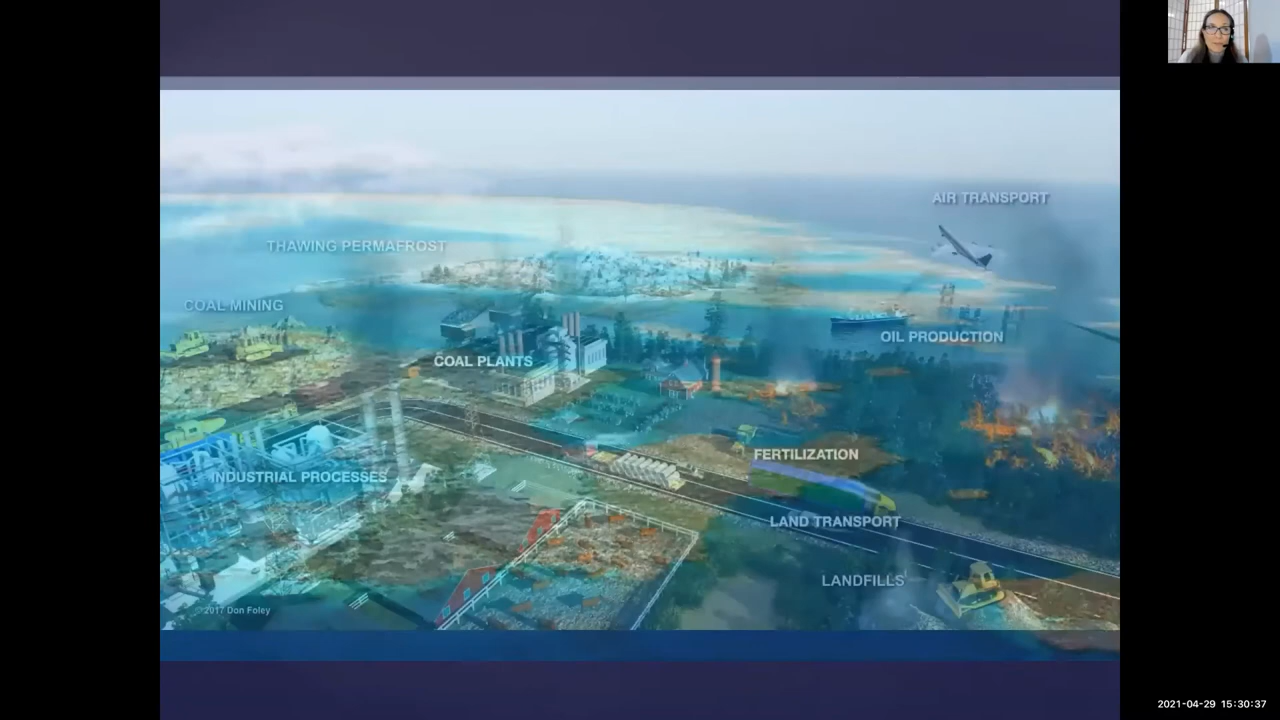 AIR TRANSPORT
THAWING PERMAFROST
COAL MINING
OIL PRODUCTION
COAL PLANTS
FERTILIZATION
INDUSTRIAL PROCESSES
LAND TRANSPORT
LANDFILLS
©2017 Don Foley
2021-04-29 15:30:37